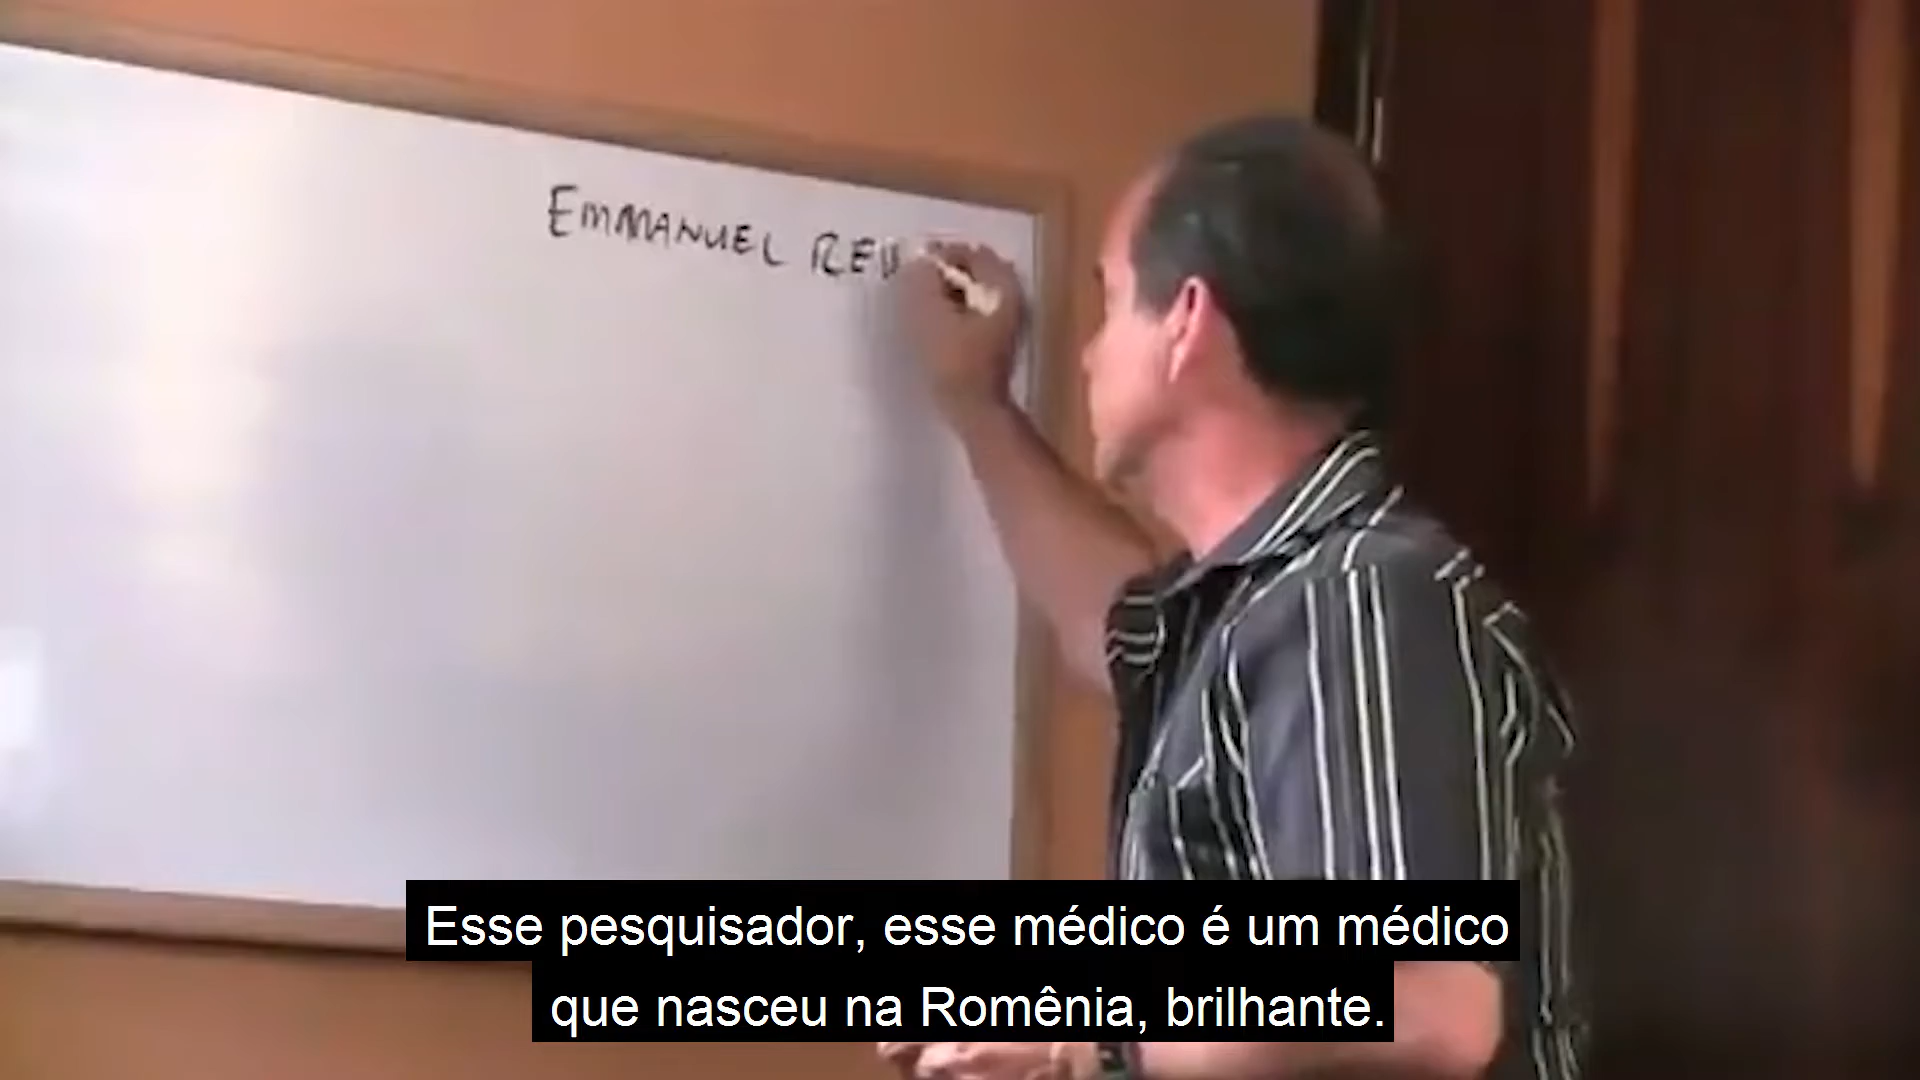 EMMANUEL REV
Esse pesquisador, esse médico é um médico
que nasceu na Romênia, brilhante.